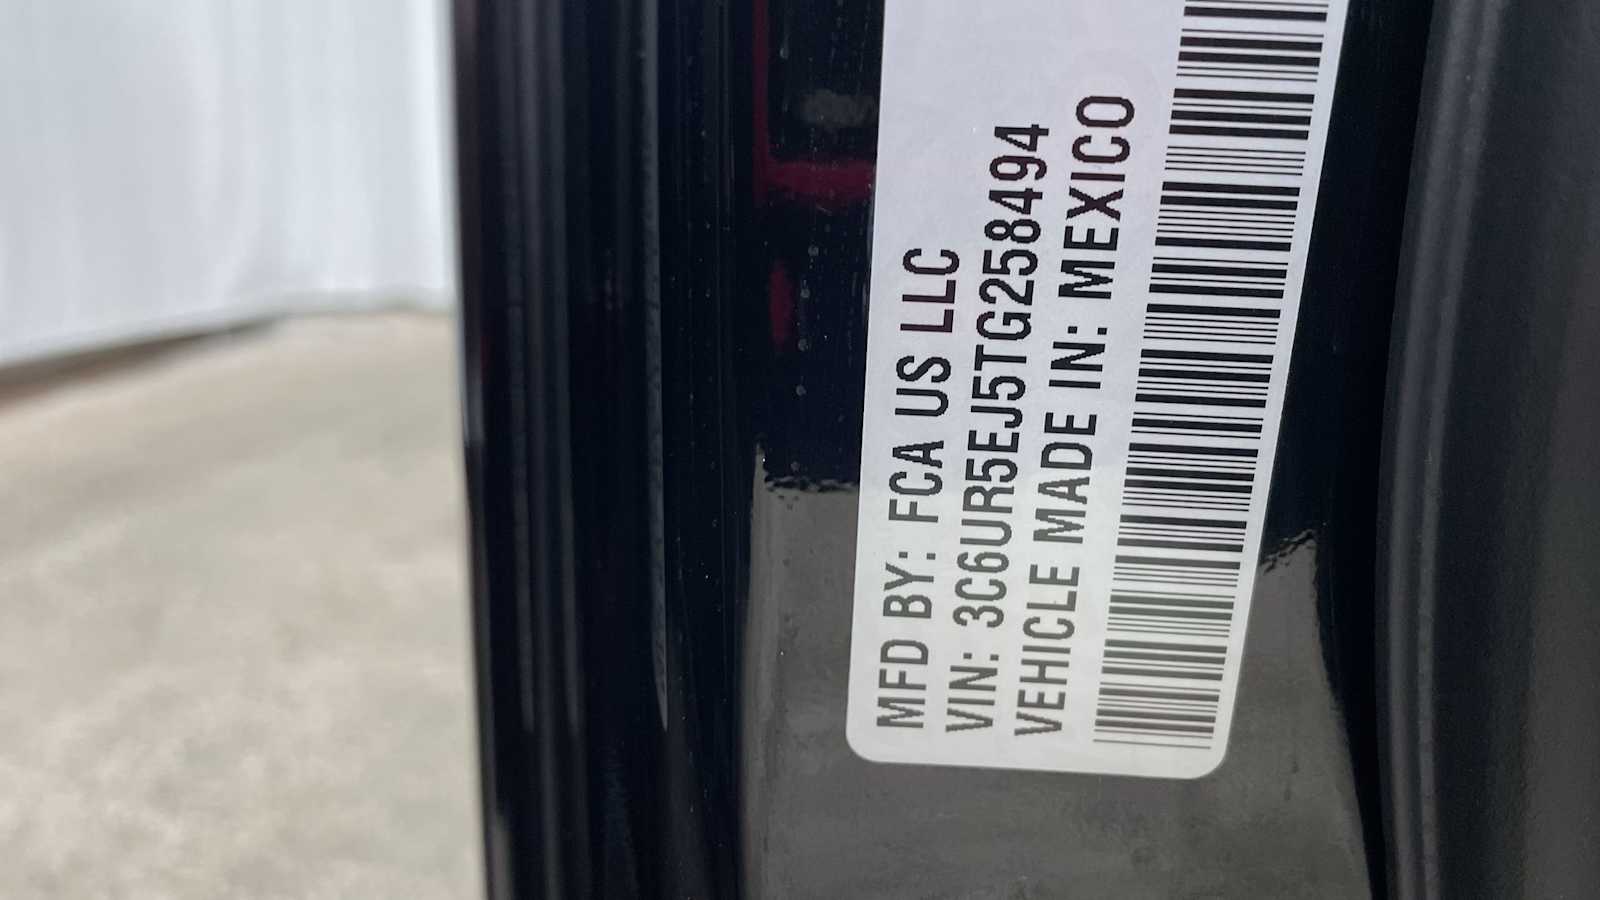 MFD BY: FCA US LLC
VIN: 3C6UR5EJ5TG258494
VEHICLE MADE IN: MEXICO